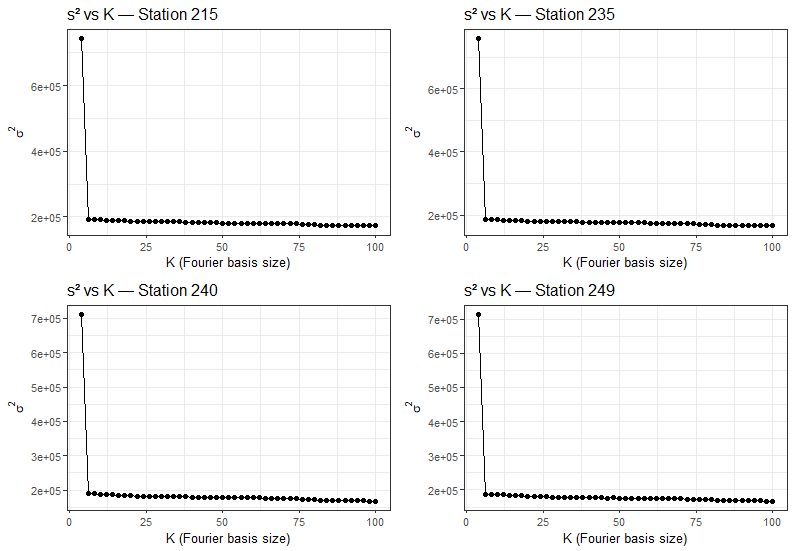 s² vs K — Station 215
6e+05
4e+05
2e+05
σ²
0 25 50 75 100
K (Fourier basis size)
s² vs K — Station 235
6e+05
4e+05
2e+05
σ²
0 25 50 75 100
K (Fourier basis size)
s² vs K — Station 240
7e+05
6e+05
5e+05
4e+05
3e+05
2e+05
σ²
0 25 50 75 100
K (Fourier basis size)
s² vs K — Station 249
7e+05
6e+05
5e+05
4e+05
3e+05
2e+05
σ²
0 25 50 75 100
K (Fourier basis size)